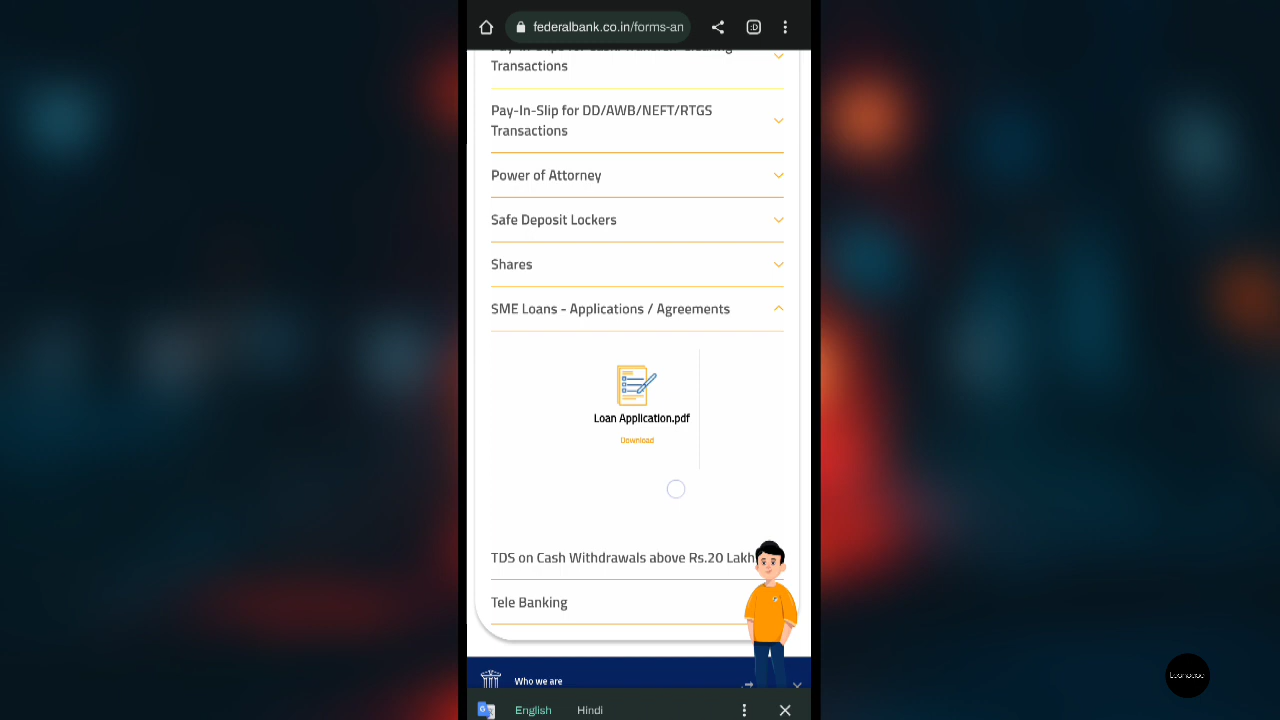 federalbank.co.in/forms-an
:D
Transactions
Pay-In-Slip for DD/AWB/NEFT/RTGS
Transactions
Power of Attorney
Safe Deposit Lockers
Shares
SME Loans - Applications / Agreements
Loan Application.pdf
Download
TDS on Cash Withdrawals above Rs.20 Lakh
Tele Banking
Who we are
English
Hindi